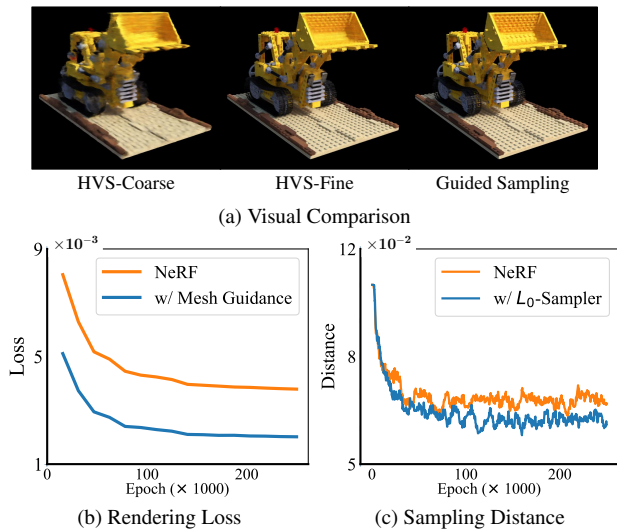 HVS-Coarse HVS-Fine Guided Sampling
(a) Visual Comparison
×10⁻³
9
5
1
Loss
NeRF
w/ Mesh Guidance
0 100 200
Epoch (× 1000)
(b) Rendering Loss
×10⁻²
12
8
5
Distance
NeRF
w/ L₀-Sampler
0 100 200
Epoch (× 1000)
(c) Sampling Distance